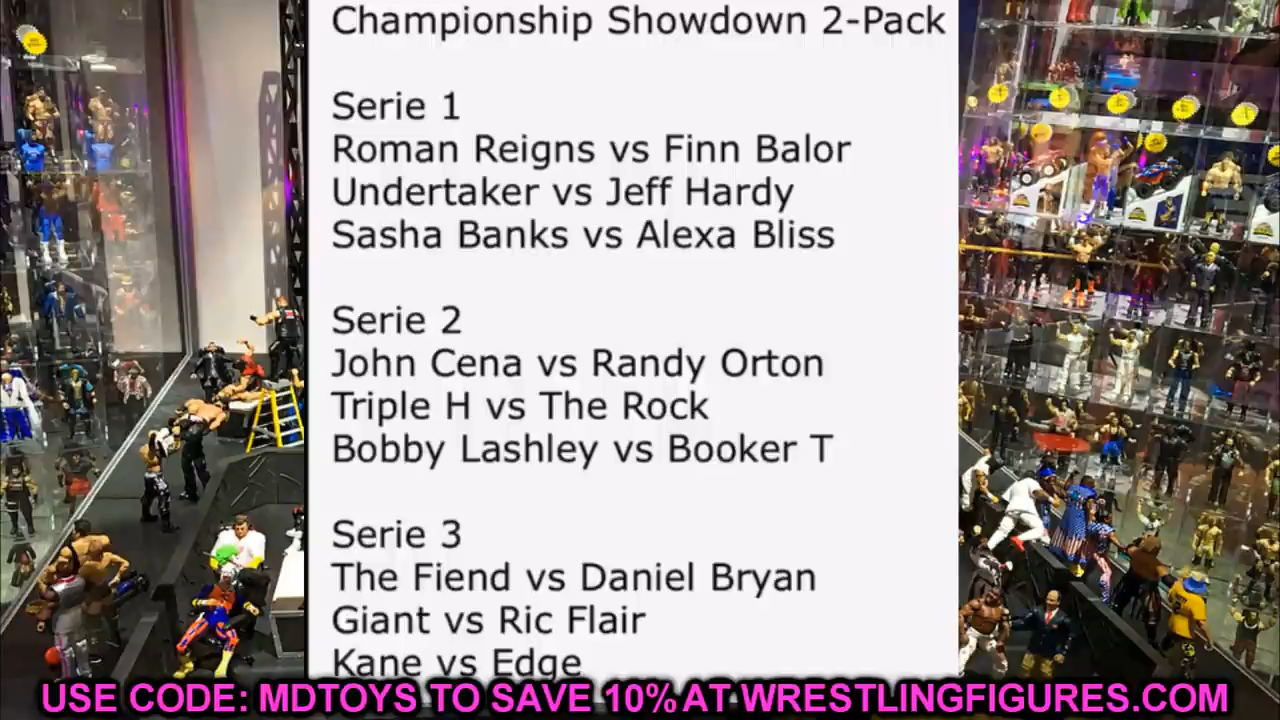 Championship Showdown 2-Pack
Serie 1
Roman Reigns vs Finn Balor
Undertaker vs Jeff Hardy
Sasha Banks vs Alexa Bliss
Serie 2
John Cena vs Randy Orton
Triple H vs The Rock
Bobby Lashley vs Booker T
Serie 3
The Fiend vs Daniel Bryan
Giant vs Ric Flair
Kane vs Edge
USE CODE: MDTOYS TO SAVE 10% AT WRESTLINGFIGURES.COM